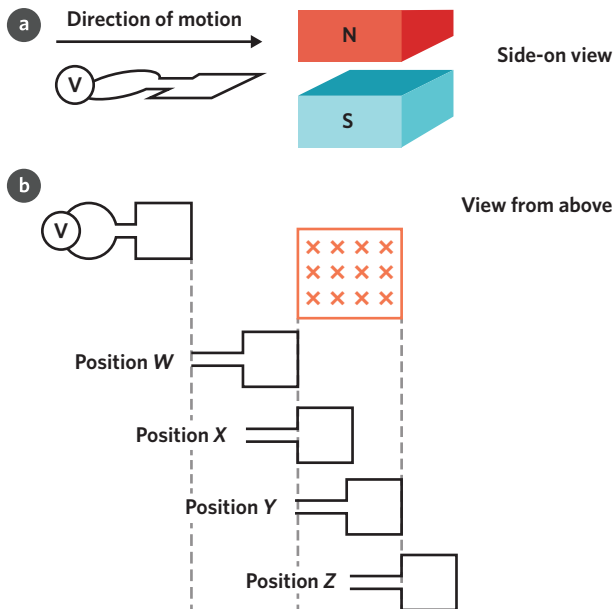 a
Direction of motion
N
Side-on view
V
S
b
View from above
V
Position W
Position X
Position Y
Position Z